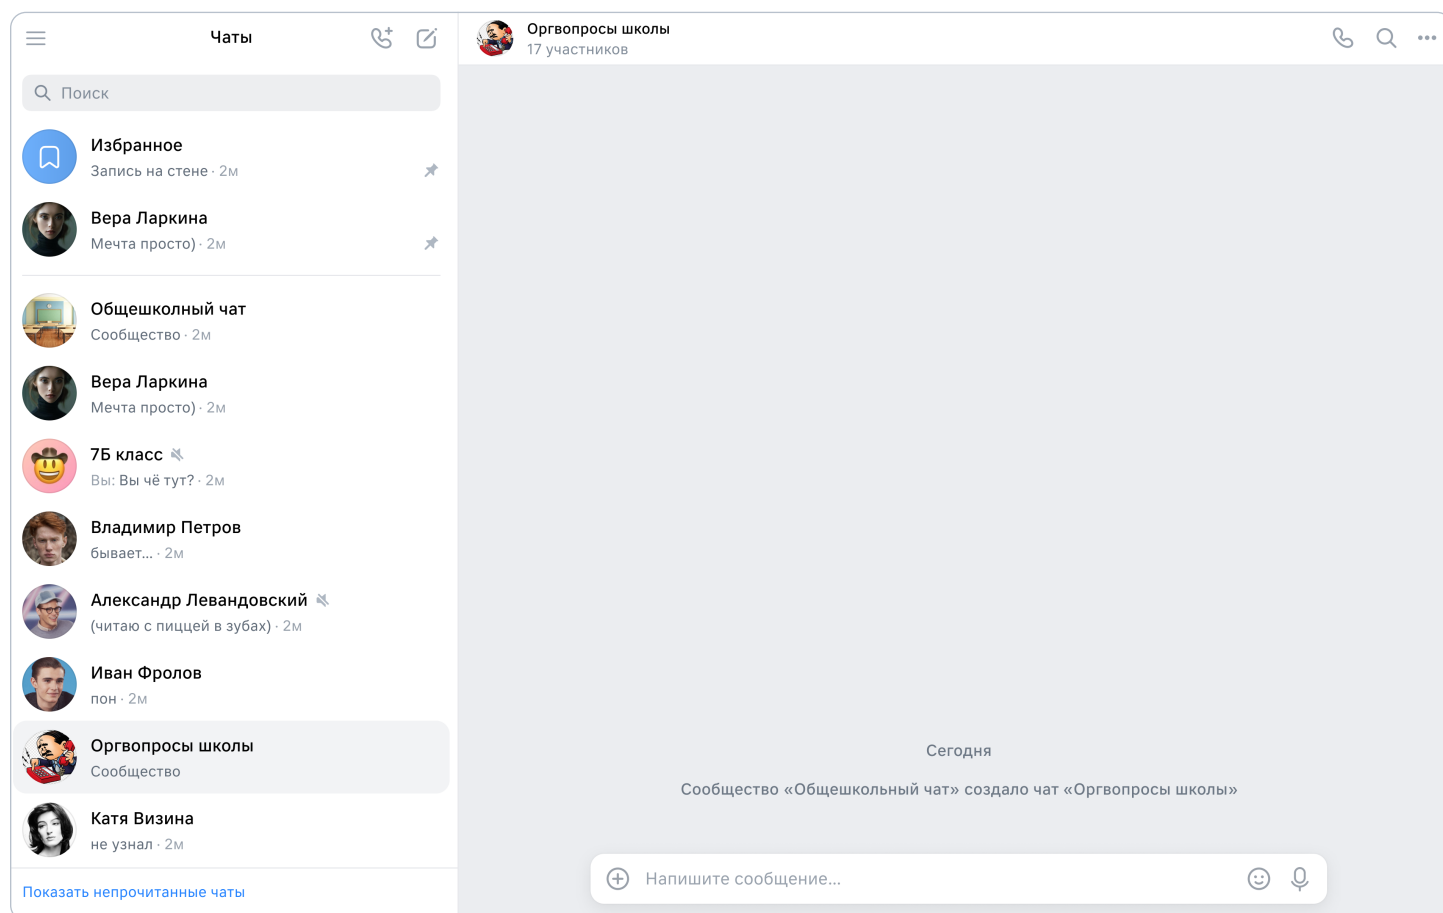 Чаты
Поиск
Избранное
Запись на стене · 2м
Вера Ларкина
Мечта просто) · 2м
Общешколный чат
Сообщество · 2м
Вера Ларкина
Мечта просто) · 2м
7Б класс
Вы: Вы чё тут? · 2м
Владимир Петров
бывает... · 2м
Александр Левандовский
(читаю с пиццей в зубах) · 2м
Иван Фролов
пон · 2м
Оргвопросы школы
Сообщество
Катя Визина
не узнал · 2м
Показать непрочитанные чаты
Оргвопросы школы
17 участников
Сегодня
Сообщество «Общешкольный чат» создало чат «Оргвопросы школы»
Напишите сообщение...